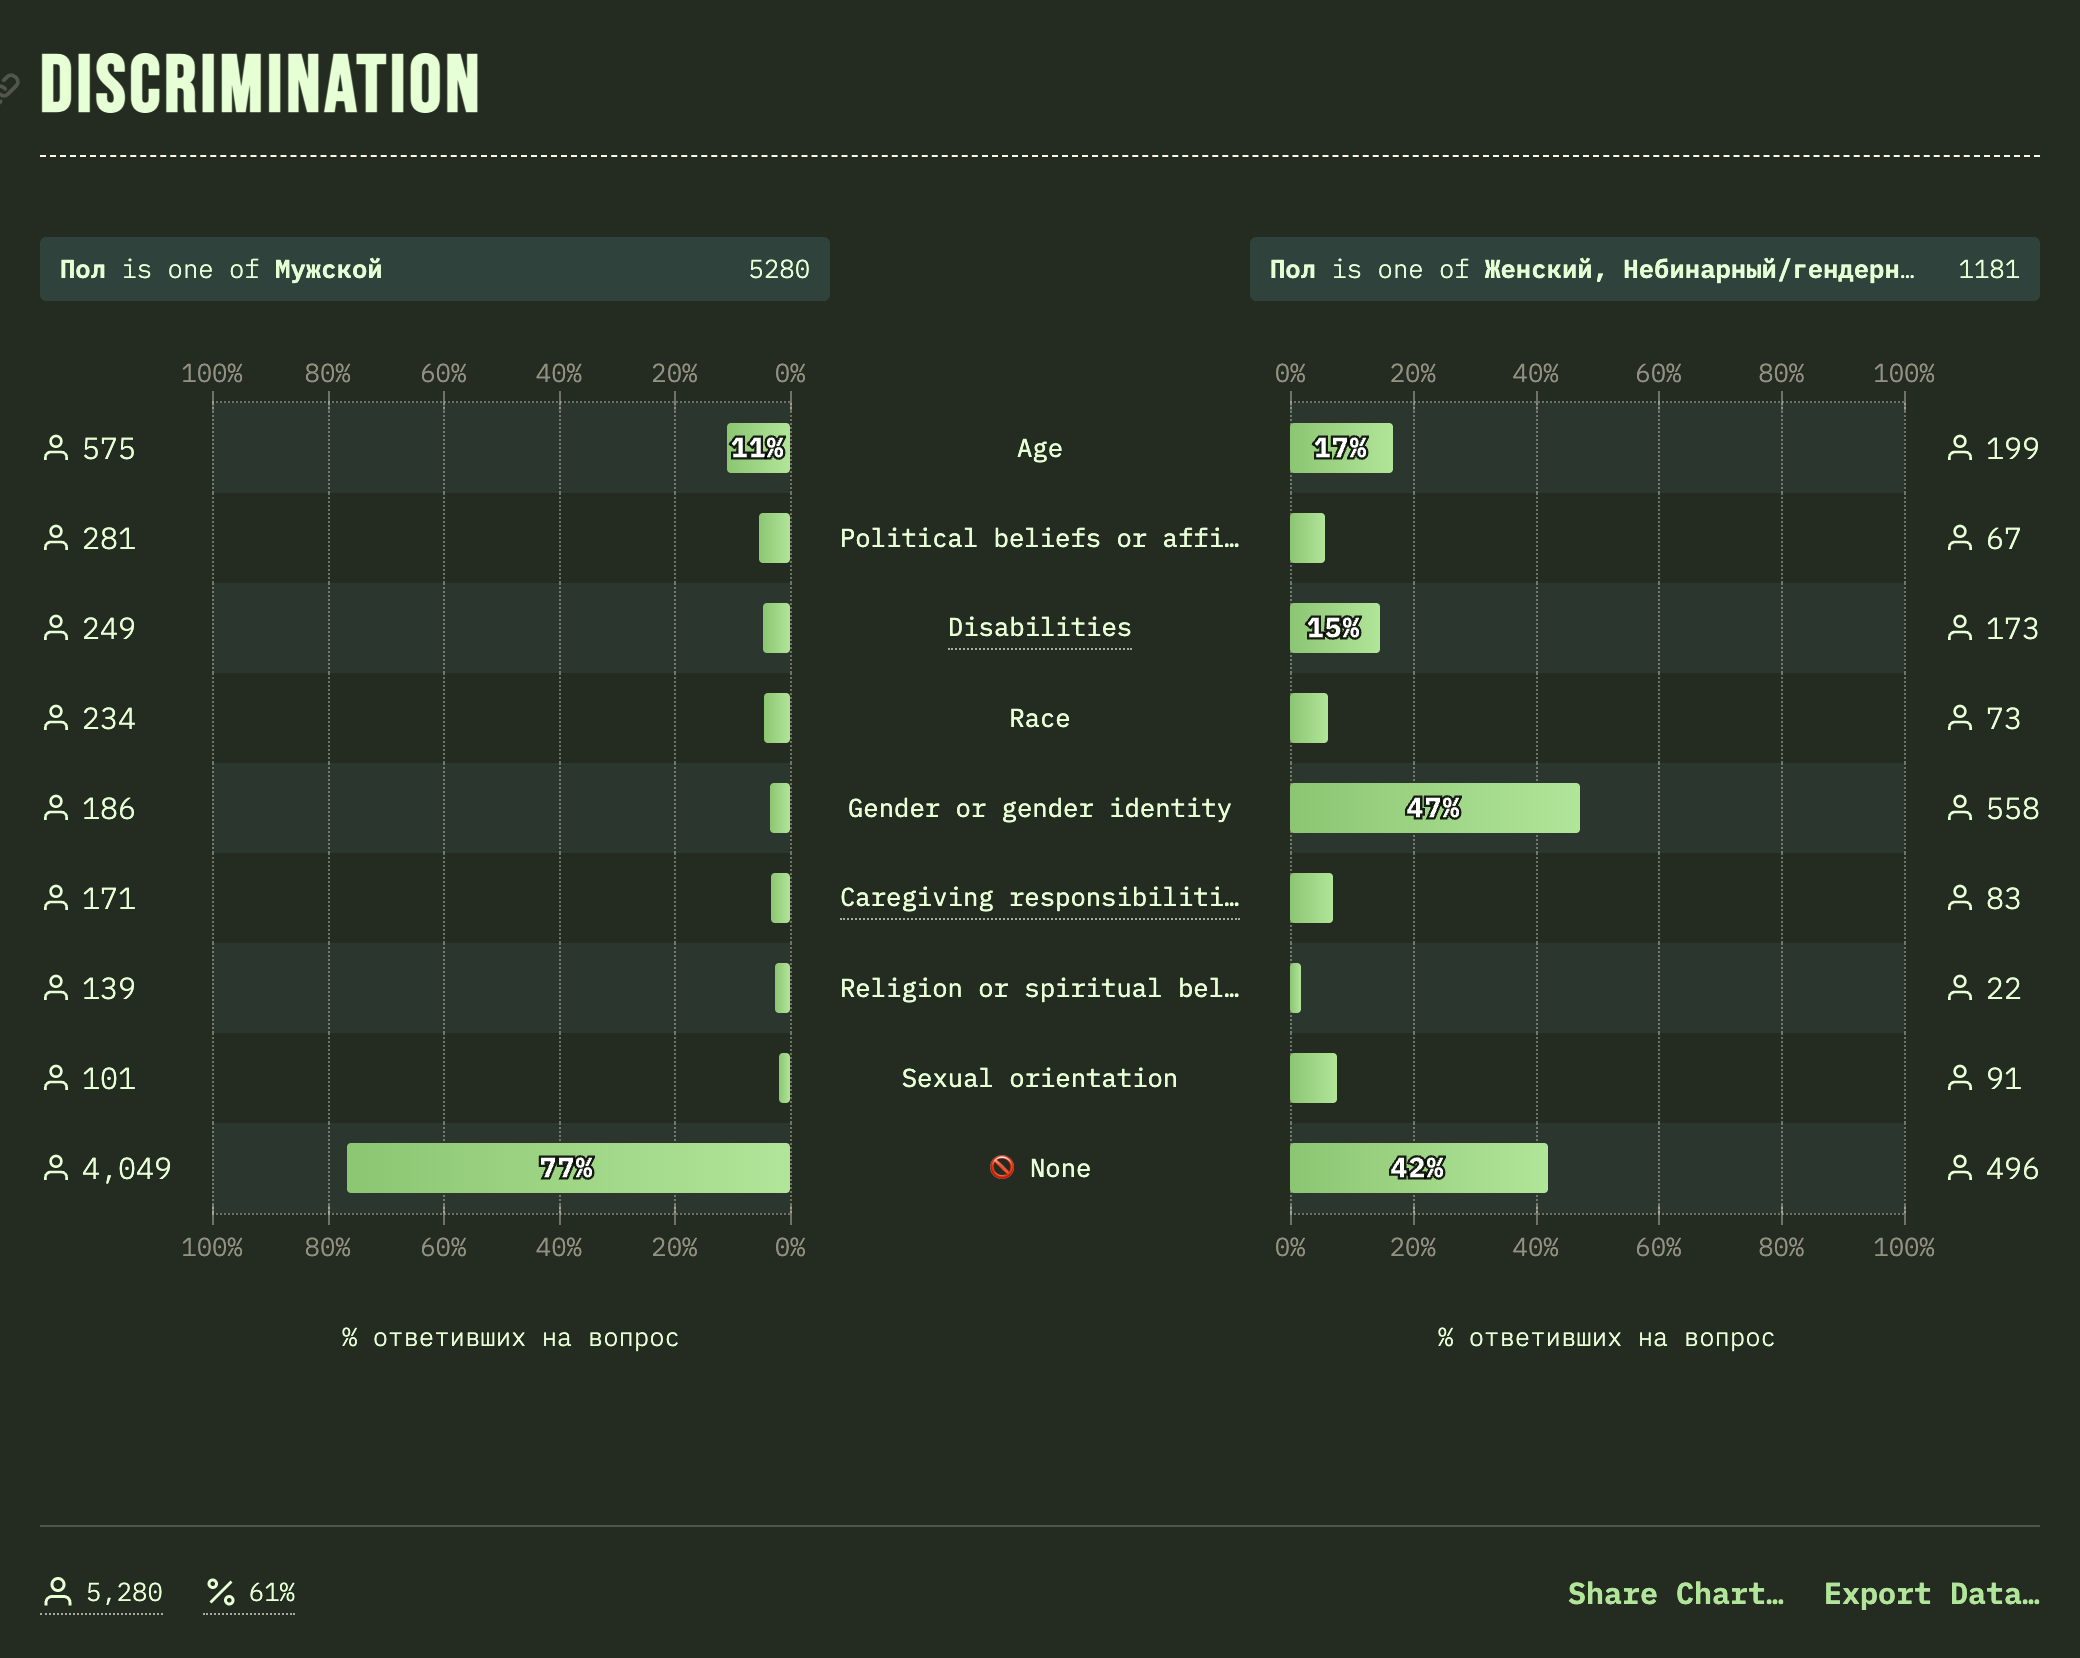 DISCRIMINATION
Пол is one of Мужской 5280
Пол is one of Женский, Небинарный/гендерн… 1181
100% 80% 60% 40% 20% 0%
0% 20% 40% 60% 80% 100%
575 11% Age 17% 199
281 Political beliefs or affi… 67
249 Disabilities 15% 173
234 Race 73
186 Gender or gender identity 47% 558
171 Caregiving responsibiliti… 83
139 Religion or spiritual bel… 22
101 Sexual orientation 91
4,049 77% None 42% 496
100% 80% 60% 40% 20% 0%
0% 20% 40% 60% 80% 100%
% ответивших на вопрос
% ответивших на вопрос
5,280 61%
Share Chart… Export Data…